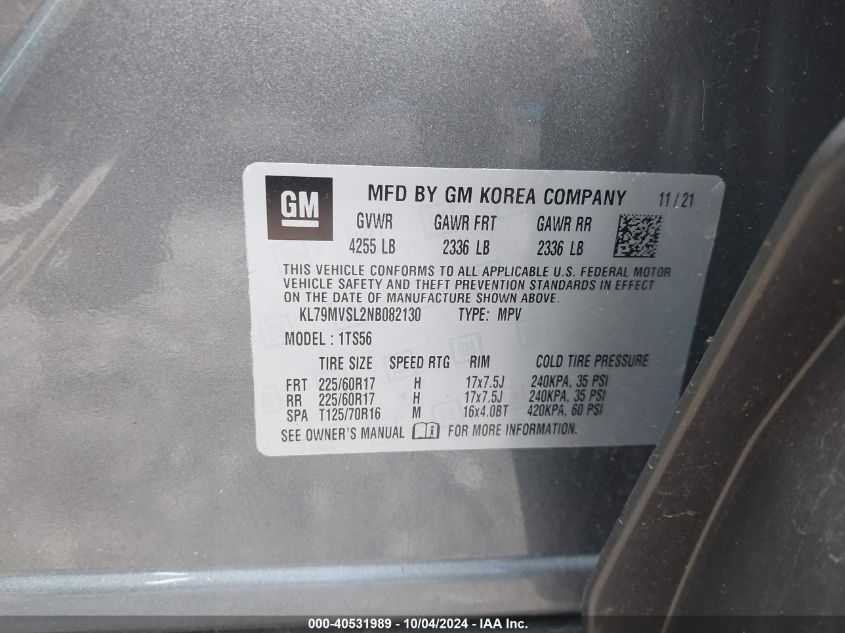 GM MFD BY GM KOREA COMPANY 11/21
GVWR GAWR FRT GAWR RR
4255 LB 2336 LB 2336 LB
THIS VEHICLE CONFORMS TO ALL APPLICABLE U.S. FEDERAL MOTOR
VEHICLE SAFETY AND THEFT PREVENTION STANDARDS IN EFFECT
ON THE DATE OF MANUFACTURE SHOWN ABOVE.
KL79MVSL2NB082130 TYPE: MPV
MODEL : 1TS56
TIRE SIZE SPEED RTG RIM COLD TIRE PRESSURE
FRT 225/60R17 H 17x7.5J 240KPA, 35 PSI
RR 225/60R17 H 17x7.5J 240KPA, 35 PSI
SPA T125/70R16 M 16x4.0BT 420KPA, 60 PSI
SEE OWNER'S MANUAL FOR MORE INFORMATION.
000-40531989 - 10/04/2024 - IAA Inc.